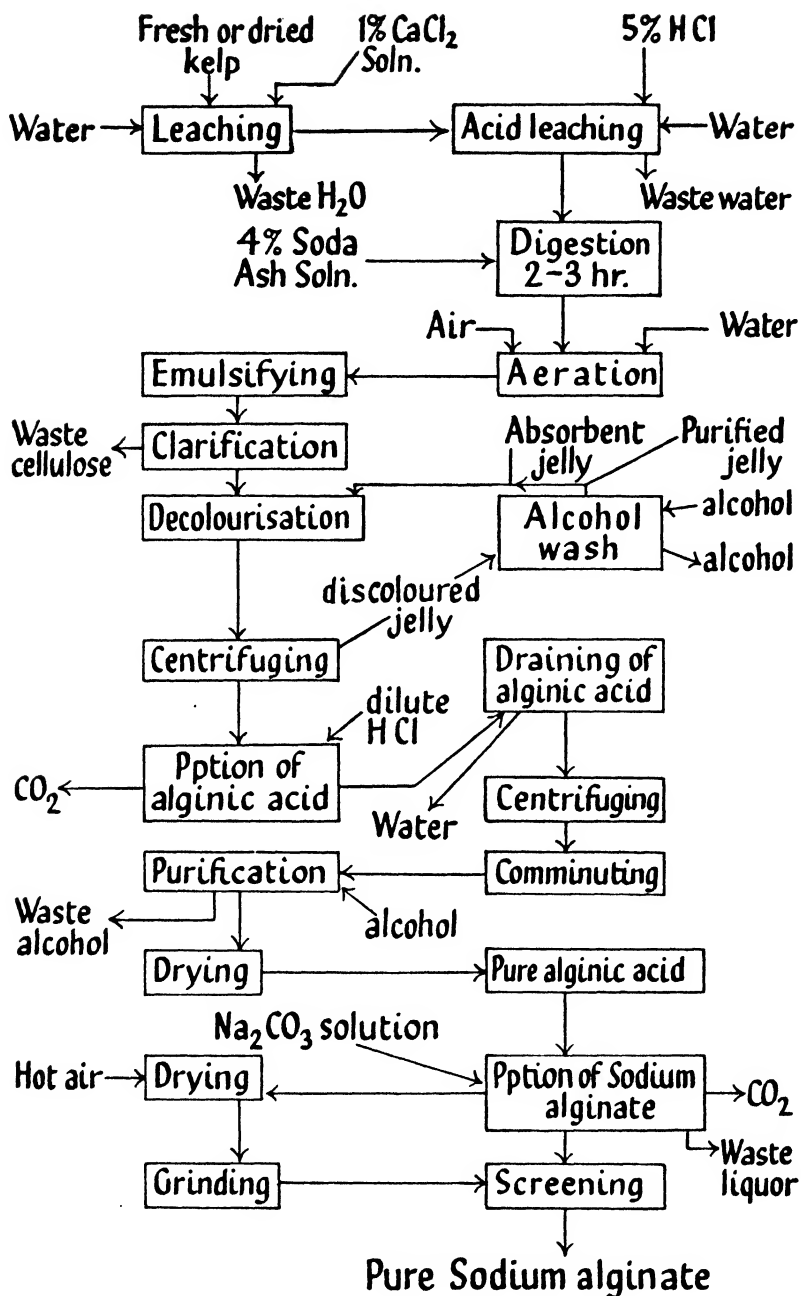 Fresh or dried
kelp
1% CaCl2
Soln.
5% HCl
Water
Leaching
Acid leaching
Water
Waste H2O
Waste water
4% Soda
Ash Soln.
Digestion
2-3 hr.
Air
Water
Emulsifying
Aeration
Waste
cellulose
Clarification
Absorbent
jelly
Purified
jelly
Decolourisation
Alcohol
wash
alcohol
alcohol
discoloured
jelly
Centrifuging
Draining of
alginic acid
dilute
HCl
CO2
Pption of
alginic acid
Water
Centrifuging
Purification
Comminuting
Waste
alcohol
alcohol
Drying
Pure alginic acid
Na2CO3 solution
Hot air
Drying
Pption of Sodium
alginate
CO2
Waste
liquor
Grinding
Screening
Pure Sodium alginate